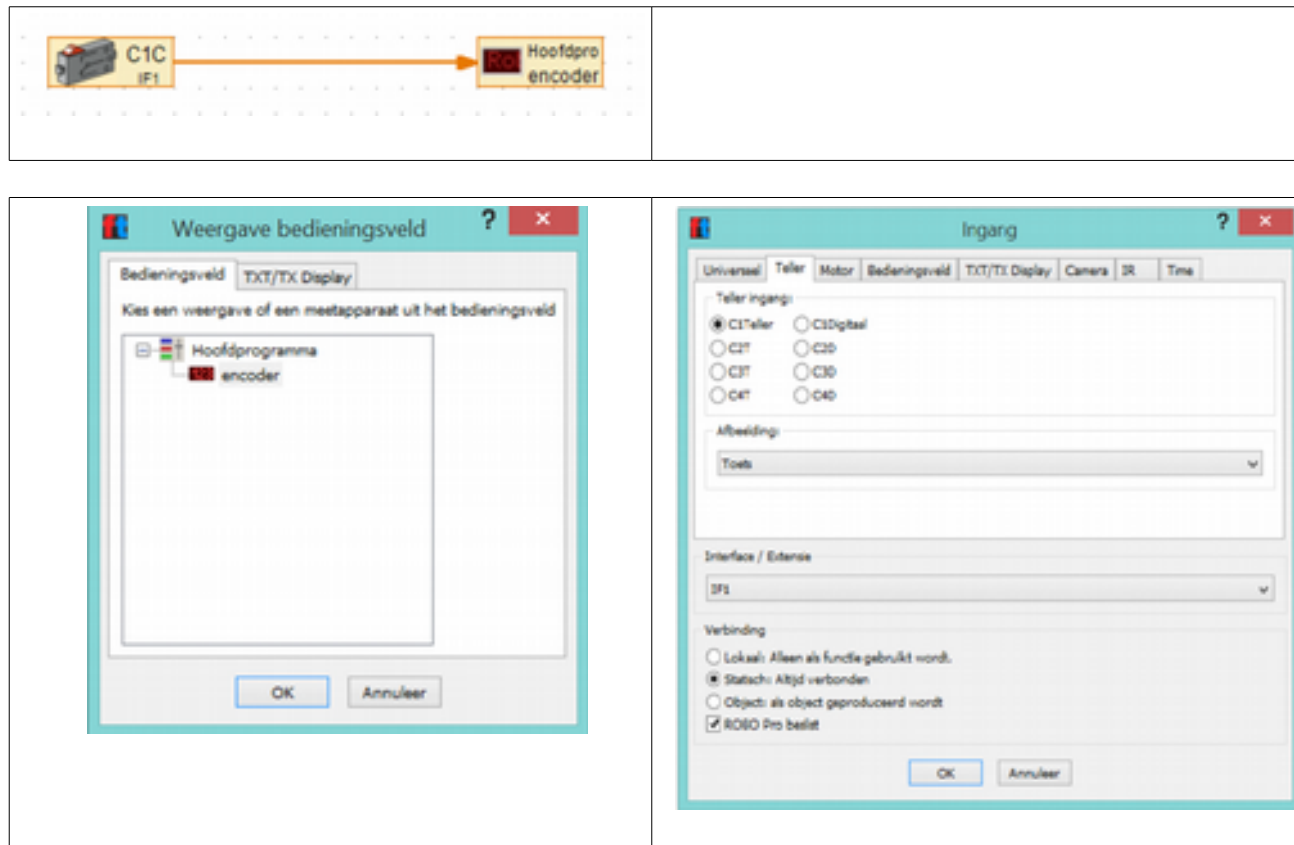 C1C
IF1
Hoofdpro
encoder
Weergave bedieningsveld ? ×
Bedieningsveld TXT/TX Display
Kies een weergave of een meetapparaat uit het bedieningsveld
Hoofdprogramma
encoder
OK Annuleer
Ingang ? ×
Universeel Teller Motor Bedieningsveld TXT/TX Display Camera IR Time
Teller ingang:
C1Teller C1Digitaal
C2T C2D
C3T C3D
C4T C4D
Afbeelding:
Toets
Interface / Extensie
IF1
Verbinding
Lokaal: Alleen als functie gebruikt wordt.
Statisch: Altijd verbonden
Object: als object geproduceerd wordt
ROBO Pro beslist
OK Annuleer